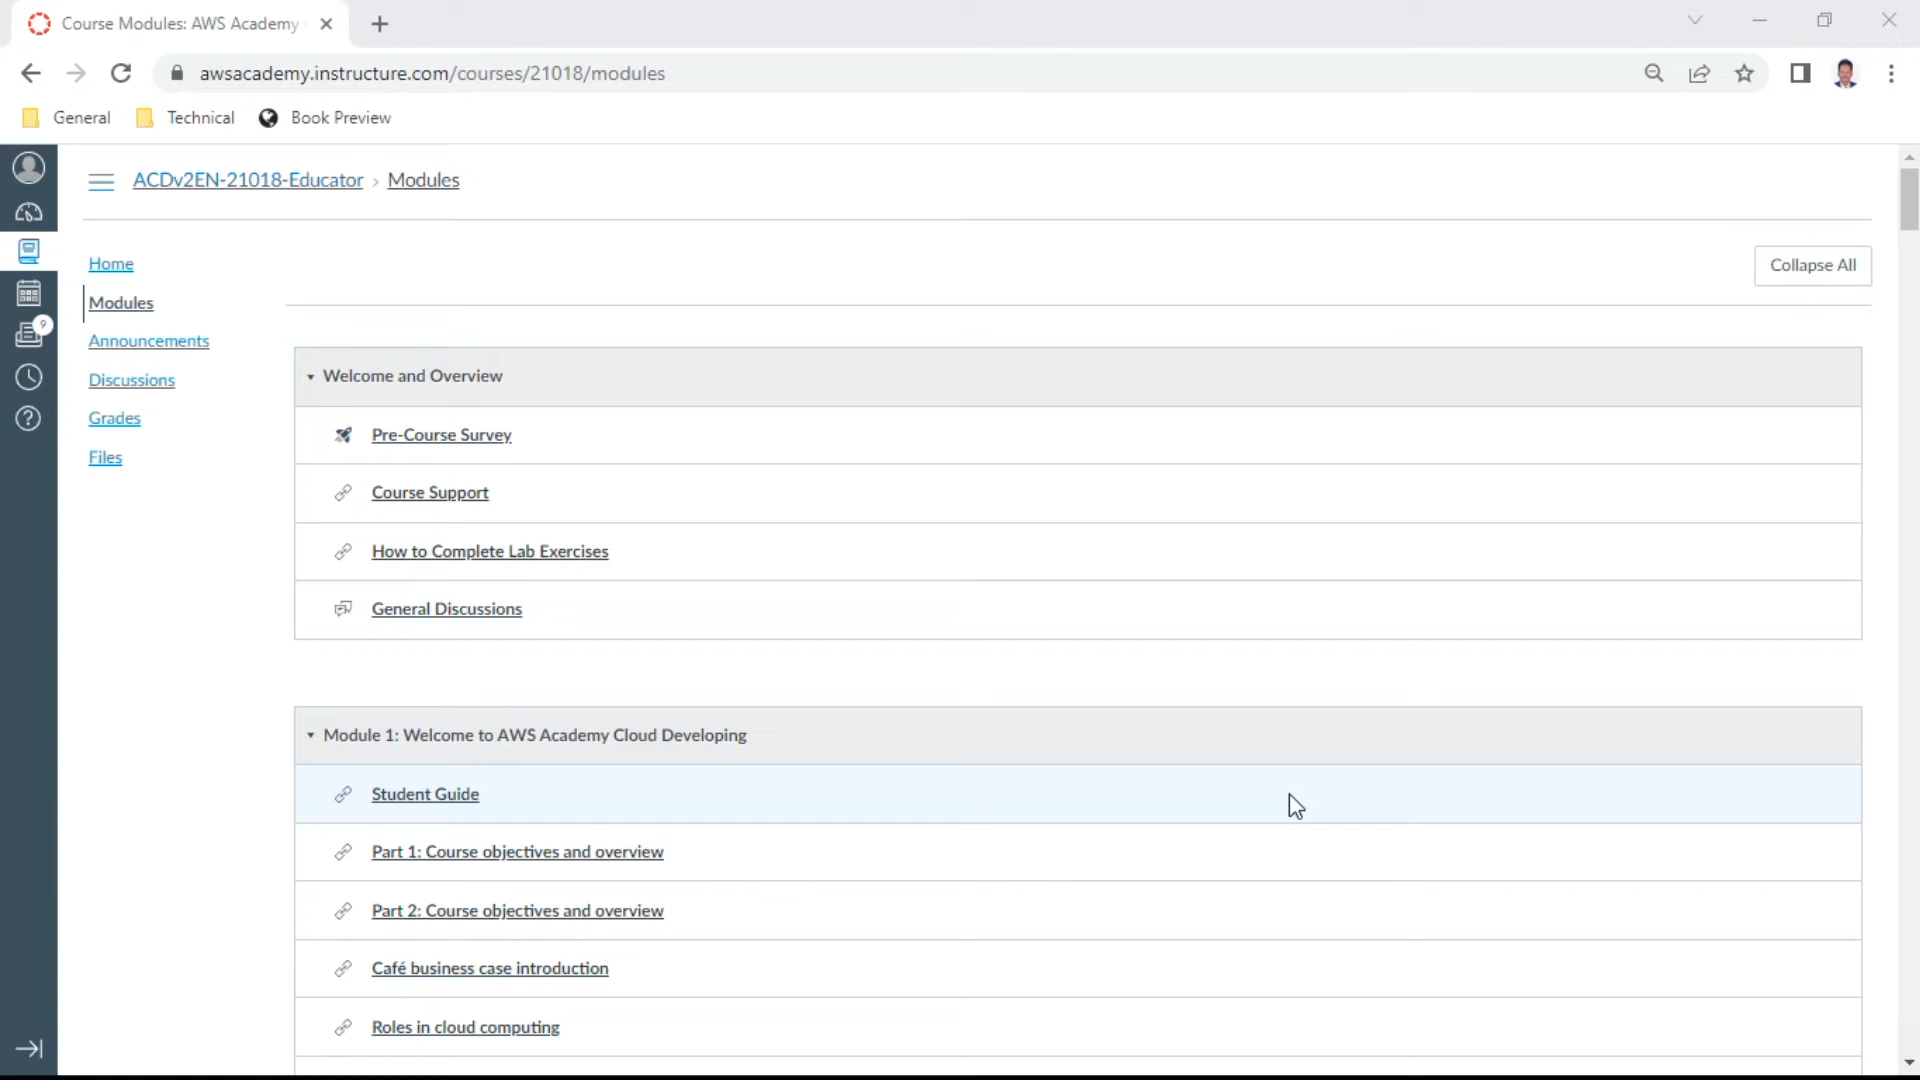 Course Modules: AWS Academy
awsacademy.instructure.com/courses/21018/modules
General
Technical
Book Preview
ACDv2EN-21018-Educator > Modules
Home
Modules
Announcements
Discussions
Grades
Files
9
Collapse All
Welcome and Overview
Pre-Course Survey
Course Support
How to Complete Lab Exercises
General Discussions
Module 1: Welcome to AWS Academy Cloud Developing
Student Guide
Part 1: Course objectives and overview
Part 2: Course objectives and overview
Café business case introduction
Roles in cloud computing